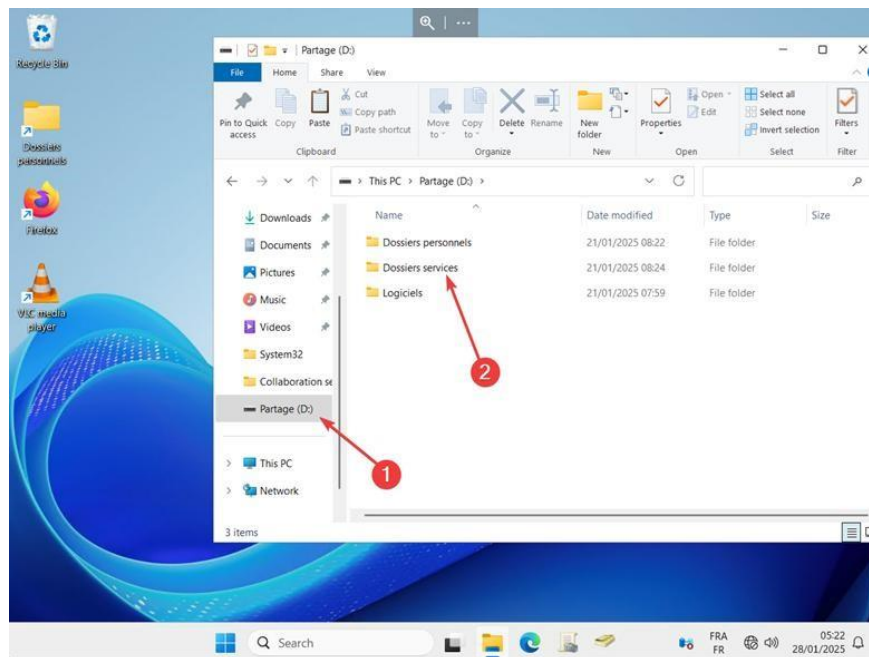 Recycle Bin
Dossiers personnels
Firefox
VLC media player
Partage (D:)
File Home Share View
Pin to Quick access
Copy
Paste
Cut
Copy path
Paste shortcut
Clipboard
Move to
Copy to
Delete
Rename
Organize
New folder
New
Properties
Open
Edit
Open
Select all
Select none
Invert selection
Select
Filters
Filter
This PC > Partage (D:) >
Downloads
Documents
Pictures
Music
Videos
System32
Collaboration se
Partage (D:)
This PC
Network
Name Date modified Type Size
Dossiers personnels 21/01/2025 08:22 File folder
Dossiers services 21/01/2025 08:24 File folder
Logiciels 21/01/2025 07:59 File folder
2
1
3 items
Search
FRA
FR
05:22
28/01/2025